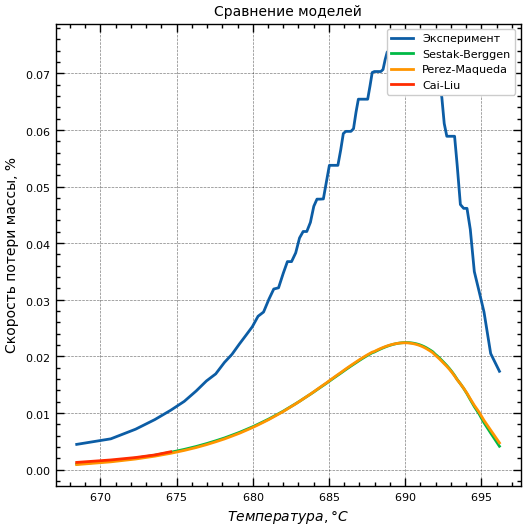 Сравнение моделей
Эксперимент
Sestak-Berggen
Perez-Maqueda
Cai-Liu
Скорость потери массы, %
0.07
0.06
0.05
0.04
0.03
0.02
0.01
0.00
670 675 680 685 690 695
Температура, °C